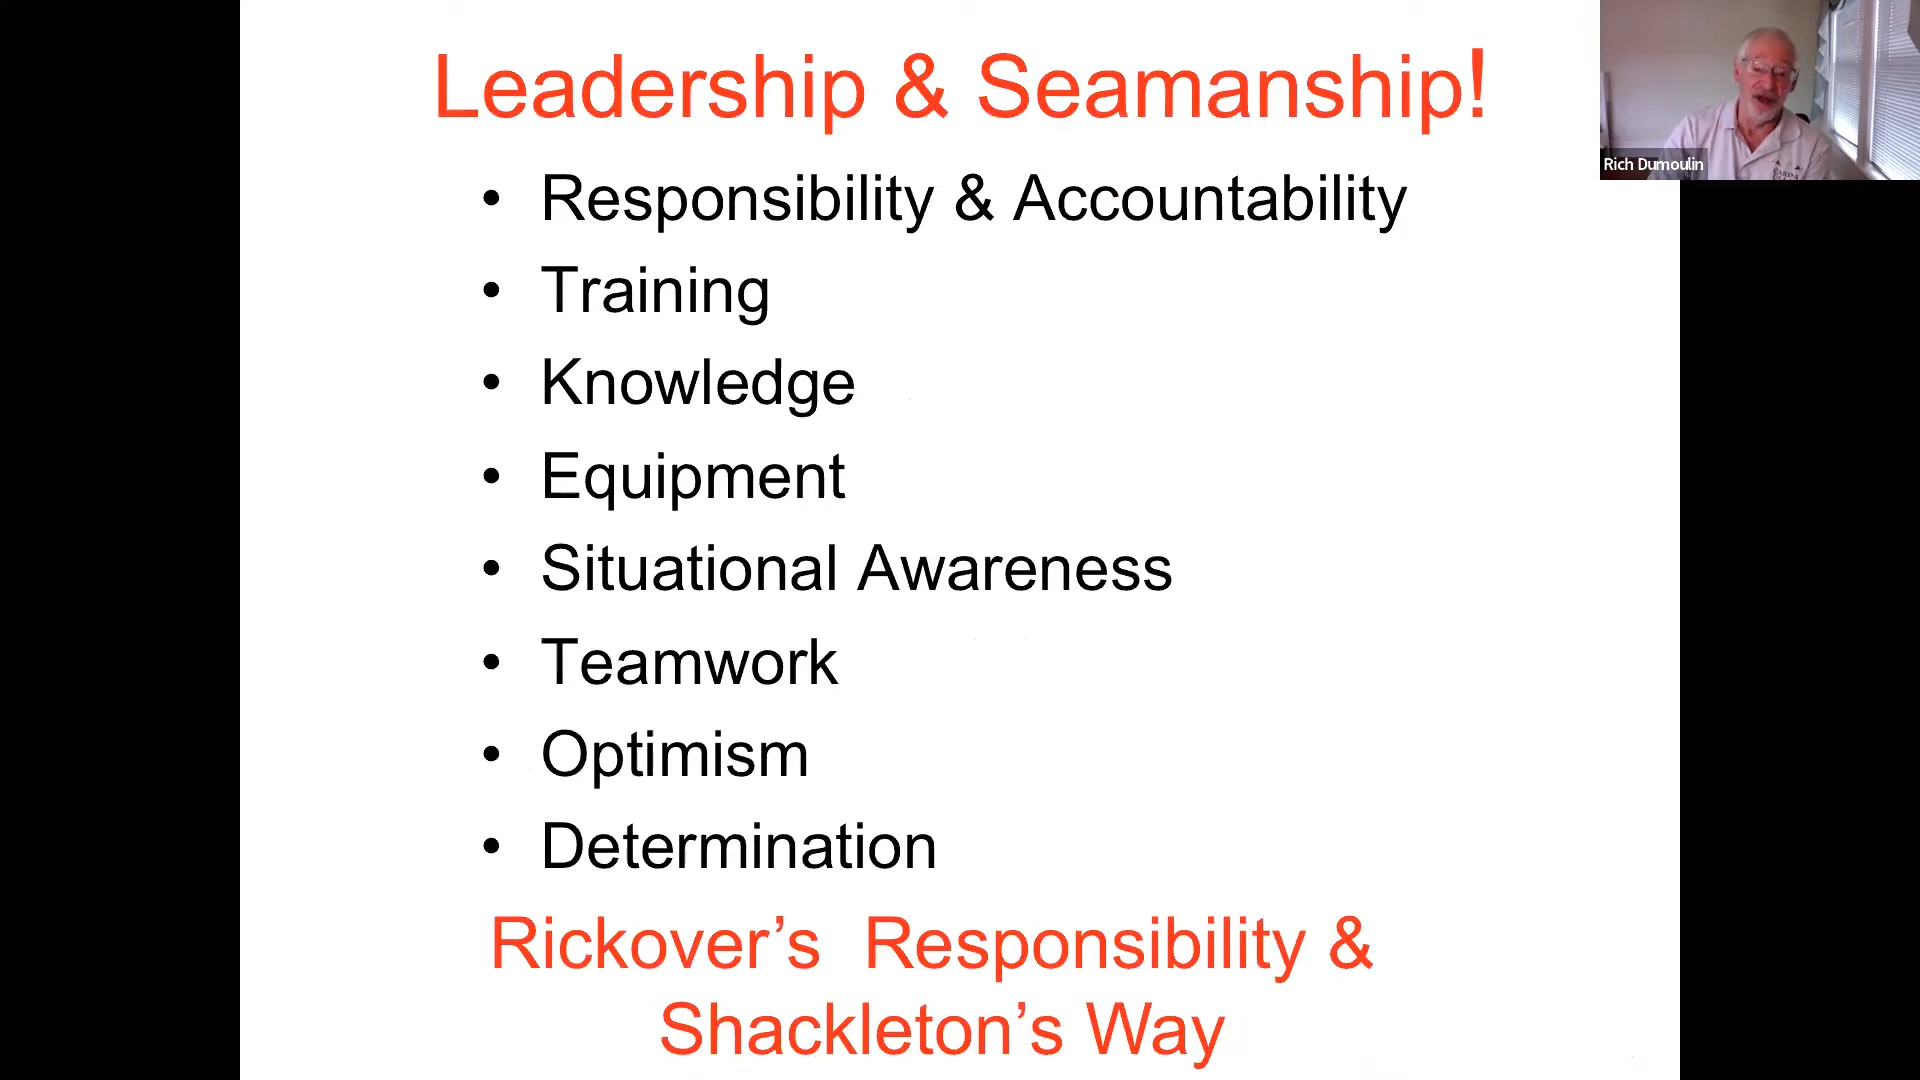 Leadership & Seamanship!
• Responsibility & Accountability
• Training
• Knowledge
• Equipment
• Situational Awareness
• Teamwork
• Optimism
• Determination
Rickover’s Responsibility &
Shackleton’s Way
Rich Dumoulin